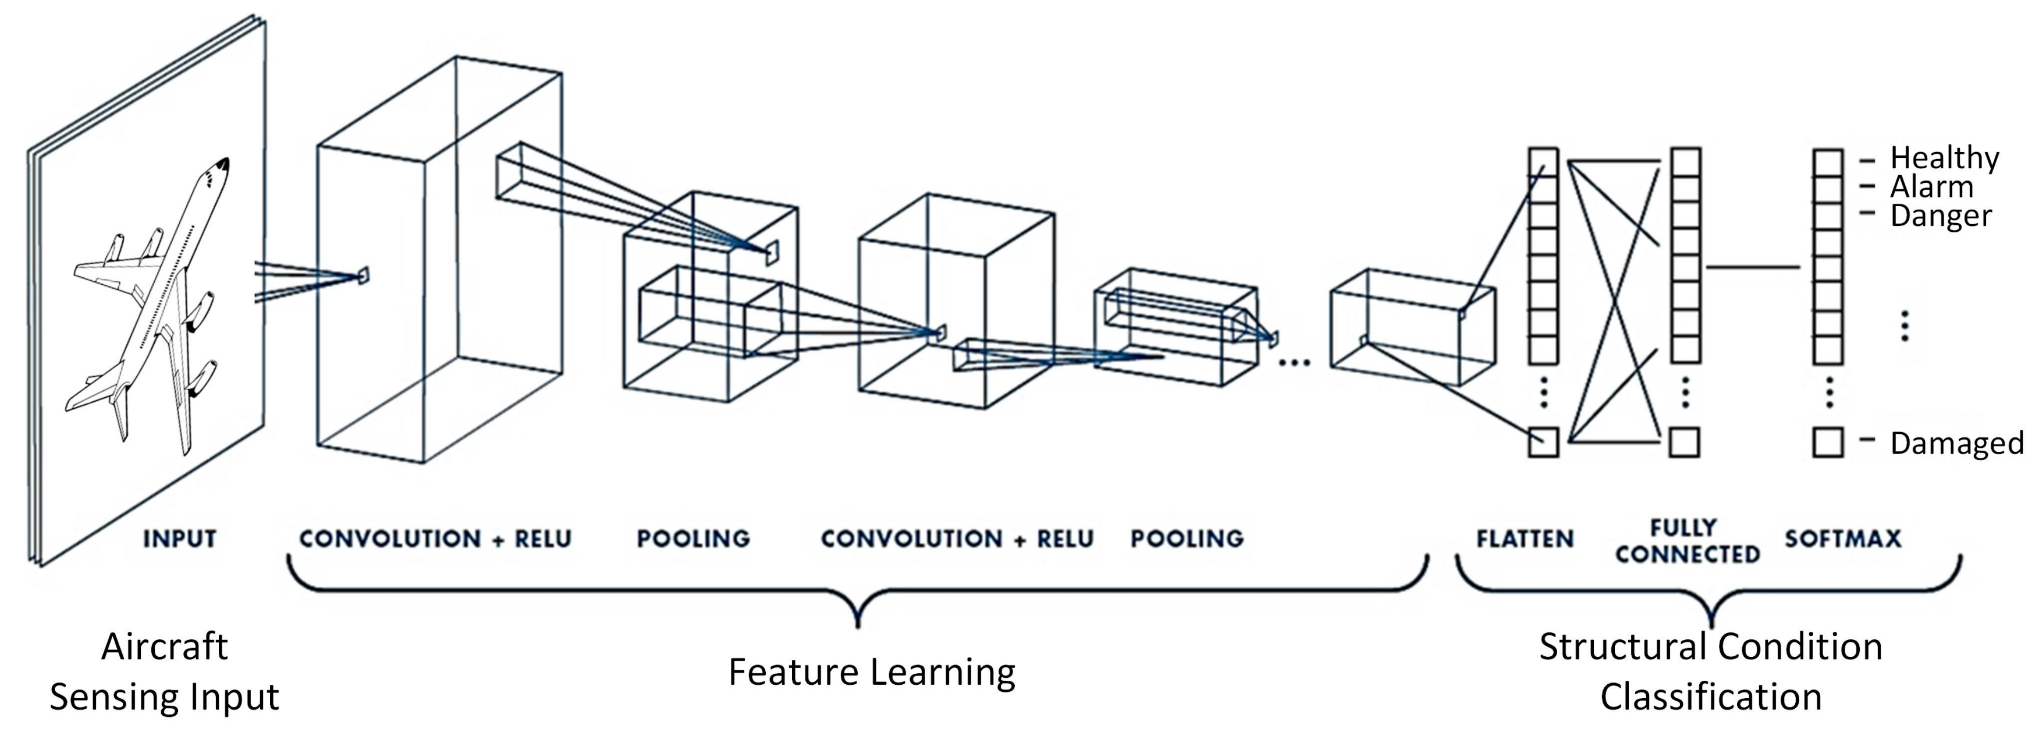 Healthy
Alarm
Danger
Damaged
INPUT
CONVOLUTION + RELU
POOLING
CONVOLUTION + RELU
POOLING
FLATTEN
FULLY
CONNECTED
SOFTMAX
Aircraft
Sensing Input
Feature Learning
Structural Condition
Classification